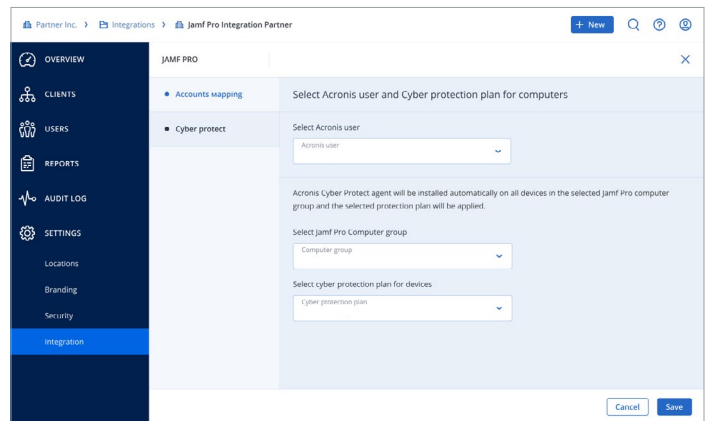 Partner Inc. > Integrations > Jamf Pro Integration Partner
+ New
OVERVIEW
CLIENTS
USERS
REPORTS
AUDIT LOG
SETTINGS
Locations
Branding
Security
Integration
JAMF PRO
Accounts Mapping
Cyber protect
Select Acronis user and Cyber protection plan for computers
Select Acronis user
Acronis user
Acronis Cyber Protect agent will be installed automatically on all devices in the selected Jamf Pro computer
group and the selected protection plan will be applied.
Select Jamf Pro Computer group
Computer group
Select cyber protection plan for devices
Cyber protection plan
Cancel
Save